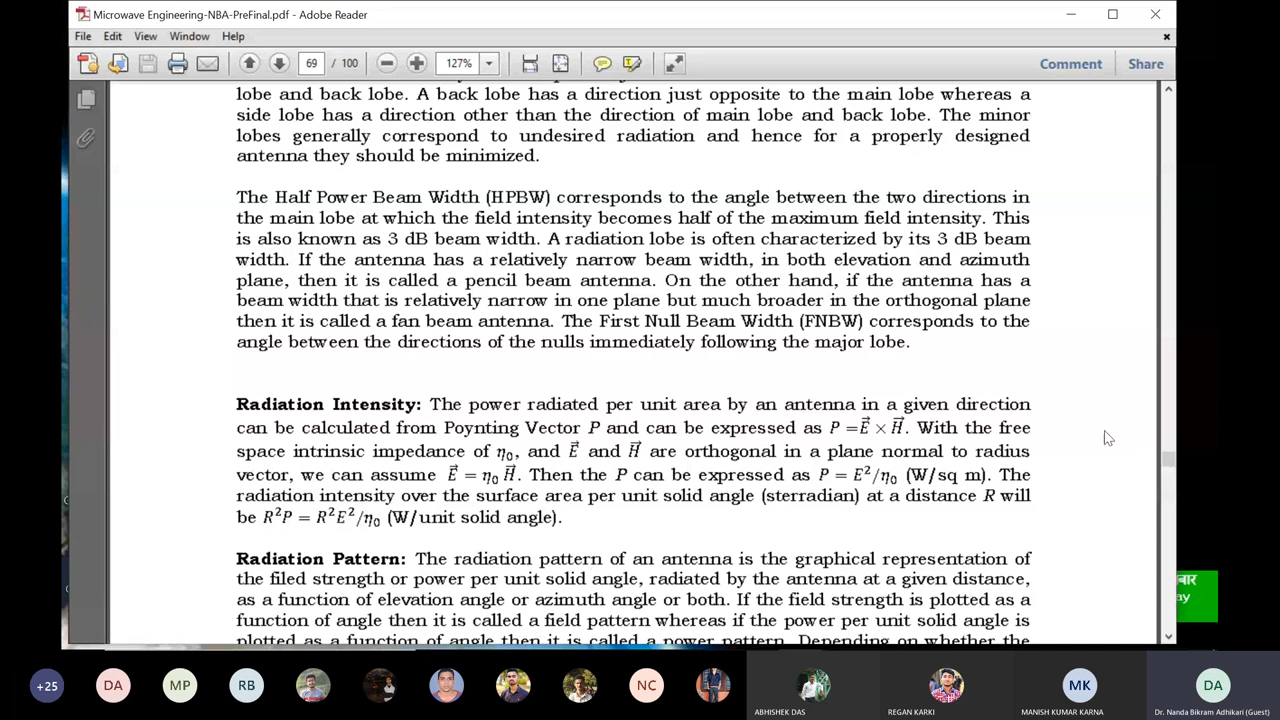 Microwave Engineering-NBA-PreFinal.pdf - Adobe Reader
File Edit View Window Help
69 / 100 127% Comment Share
lobe and back lobe. A back lobe has a direction just opposite to the main lobe whereas a
side lobe has a direction other than the direction of main lobe and back lobe. The minor
lobes generally correspond to undesired radiation and hence for a properly designed
antenna they should be minimized.
The Half Power Beam Width (HPBW) corresponds to the angle between the two directions in
the main lobe at which the field intensity becomes half of the maximum field intensity. This
is also known as 3 dB beam width. A radiation lobe is often characterized by its 3 dB beam
width. If the antenna has a relatively narrow beam width, in both elevation and azimuth
plane, then it is called a pencil beam antenna. On the other hand, if the antenna has a
beam width that is relatively narrow in one plane but much broader in the orthogonal plane
then it is called a fan beam antenna. The First Null Beam Width (FNBW) corresponds to the
angle between the directions of the nulls immediately following the major lobe.
Radiation Intensity: The power radiated per unit area by an antenna in a given direction
can be calculated from Poynting Vector P and can be expressed as P =E⃗ × H⃗. With the free
space intrinsic impedance of η₀, and E⃗ and H⃗ are orthogonal in a plane normal to radius
vector, we can assume E⃗ = η₀ H⃗. Then the P can be expressed as P = E²/η₀ (W/sq m). The
radiation intensity over the surface area per unit solid angle (sterradian) at a distance R will
be R²P = R²E²/η₀ (W/unit solid angle).
Radiation Pattern: The radiation pattern of an antenna is the graphical representation of
the filed strength or power per unit solid angle, radiated by the antenna at a given distance,
as a function of elevation angle or azimuth angle or both. If the field strength is plotted as a
function of angle then it is called a field pattern whereas if the power per unit solid angle is
plotted as a function of angle then it is called a power pattern. Depending on whether the
+25 DA MP RB NC MK DA
ABHISHEK DAS REGAN KARKI MANISH KUMAR KARNA Dr. Nanda Bikram Adhikari (Guest)